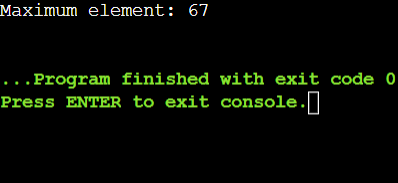 Maximum element: 67
...Program finished with exit code 0
Press ENTER to exit console.